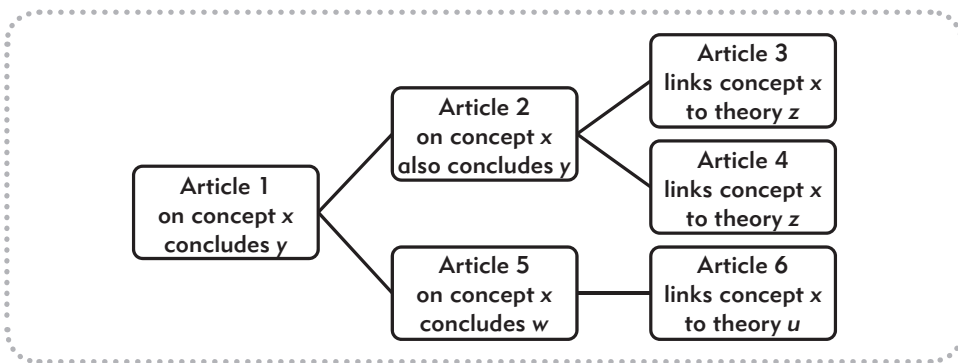 Article 1
on concept x
concludes y
Article 2
on concept x
also concludes y
Article 3
links concept x
to theory z
Article 4
links concept x
to theory z
Article 5
on concept x
concludes w
Article 6
links concept x
to theory u